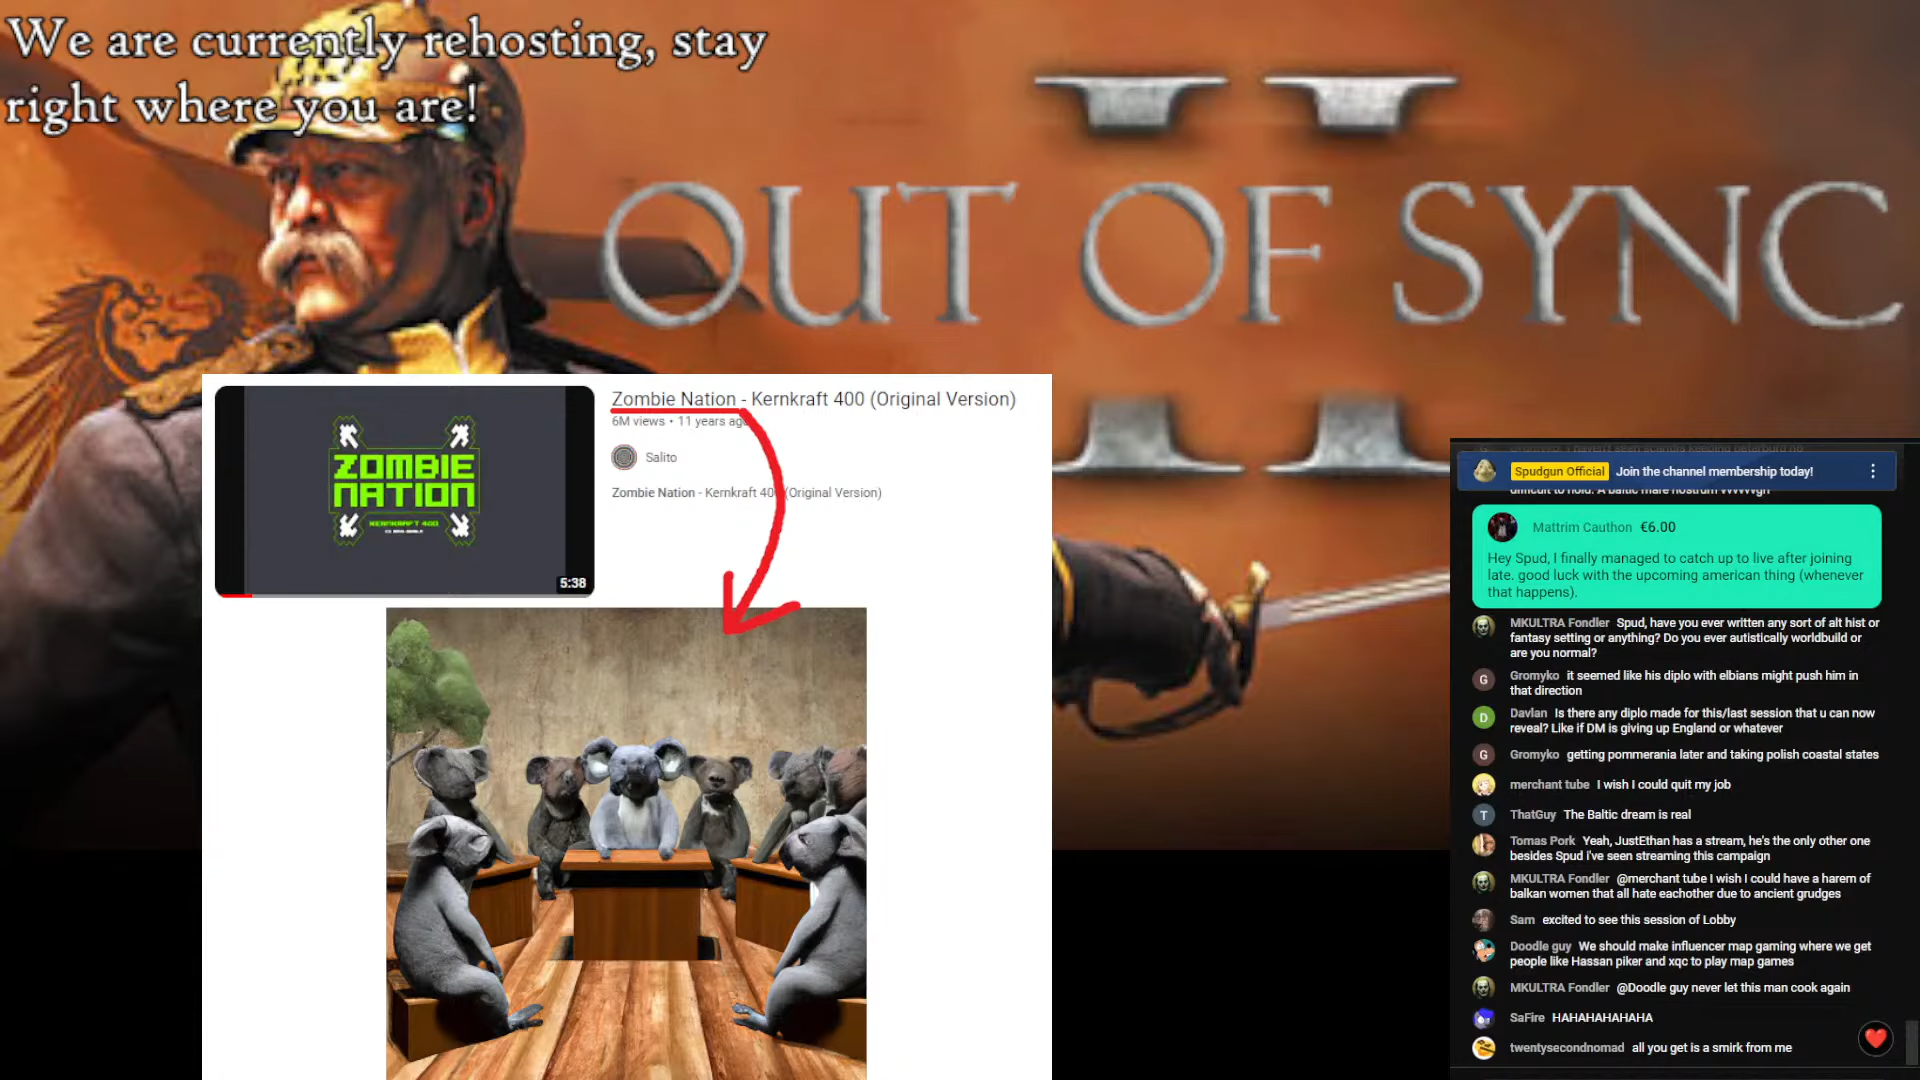 We are currently rehosting, stay
right where you are!
II
OUT OF SYNC
Zombie Nation - Kernkraft 400 (Original Version)
6M views • 11 years ago
Salito
Zombie Nation - Kernkraft 400 (Original Version)
ZOMBIE
NATION
KERNKRAFT 400
5:38
Spudgun Official Join the channel membership today!
difficult to hold. A baltic mare nostrum
Mattrim Cauthon €6.00
Hey Spud, I finally managed to catch up to live after joining
late. good luck with the upcoming american thing (whenever
that happens).
MKULTRA Fondler Spud, have you ever written any sort of alt hist or
fantasy setting or anything? Do you ever autistically worldbuild or
are you normal?
G
Gromyko it seemed like his diplo with elbians might push him in
that direction
D
Davlan Is there any diplo made for this/last session that u can now
reveal? Like if DM is giving up England or whatever
G
Gromyko getting pommerania later and taking polish coastal states
merchant tube I wish I could quit my job
T
ThatGuy The Baltic dream is real
Tomas Pork Yeah, JustEthan has a stream, he's the only other one
besides Spud i've seen streaming this campaign
MKULTRA Fondler @merchant tube I wish I could have a harem of
balkan women that all hate eachother due to ancient grudges
Sam excited to see this session of Lobby
Doodle guy We should make influencer map gaming where we get
people like Hassan piker and xqc to play map games
MKULTRA Fondler @Doodle guy never let this man cook again
SaFire HAHAHAHAHAHA
twentysecondnomad all you get is a smirk from me